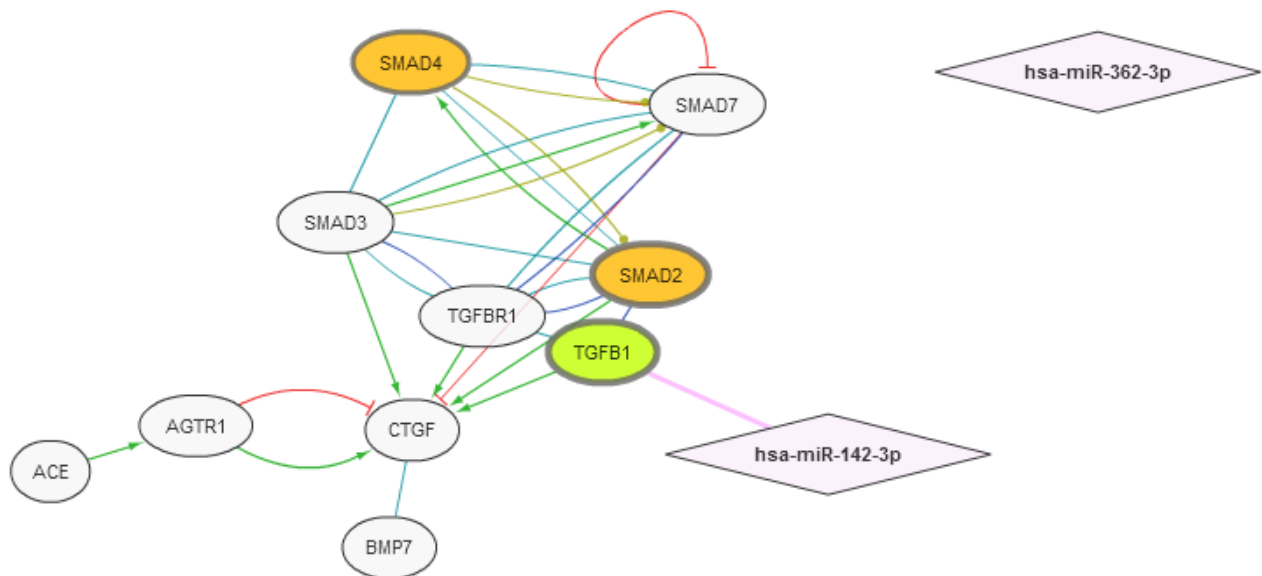 SMAD4
hsa-miR-362-3p
SMAD7
SMAD3
SMAD2
TGFBR1
TGFB1
AGTR1
CTGF
hsa-miR-142-3p
ACE
BMP7